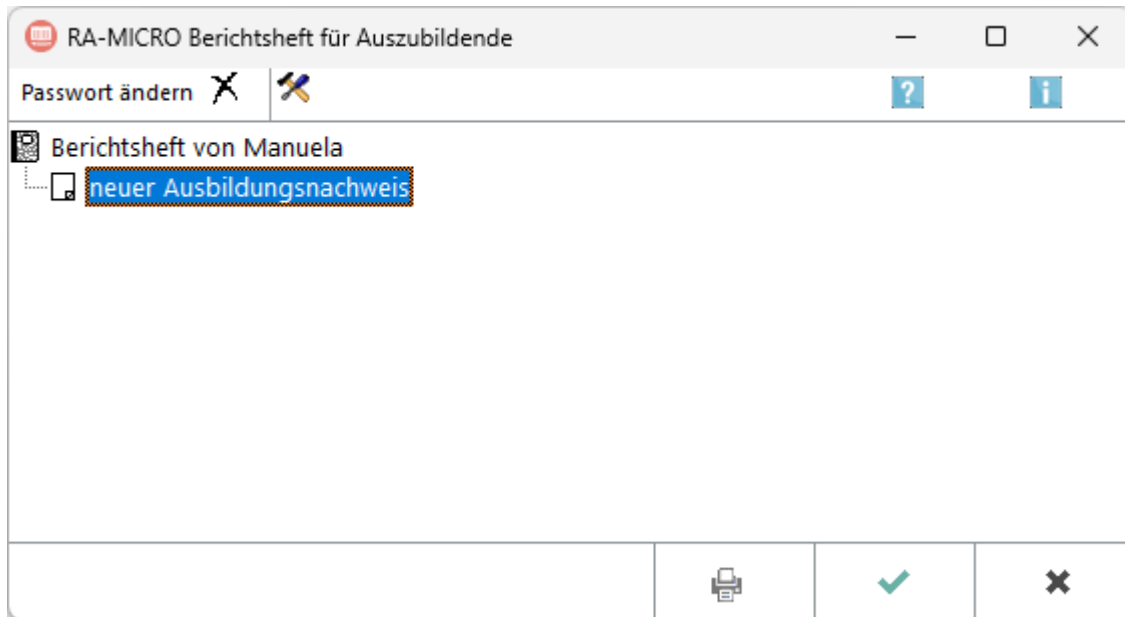 RA-MICRO Berichtsheft für Auszubildende
Passwort ändern
? i
Berichtsheft von Manuela
neuer Ausbildungsnachweis